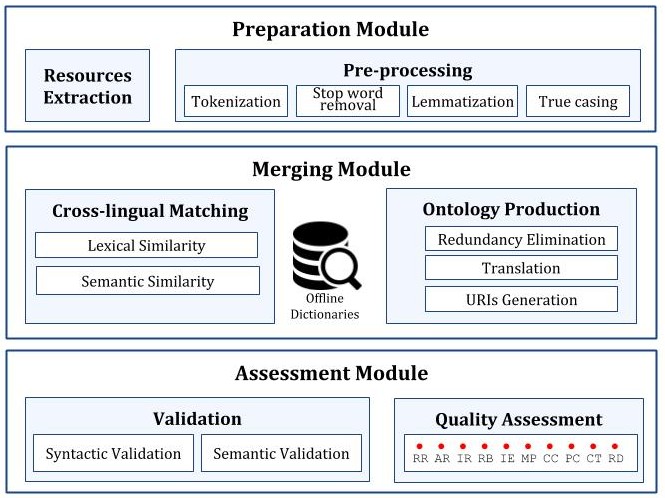 Preparation Module
Resources
Extraction
Pre-processing
Tokenization
Stop word
removal
Lemmatization
True casing
Merging Module
Cross-lingual Matching
Lexical Similarity
Semantic Similarity
Offline
Dictionaries
Ontology Production
Redundancy Elimination
Translation
URIs Generation
Assessment Module
Validation
Syntactic Validation
Semantic Validation
Quality Assessment
RR AR IR RB IE MP CC PC CT RD